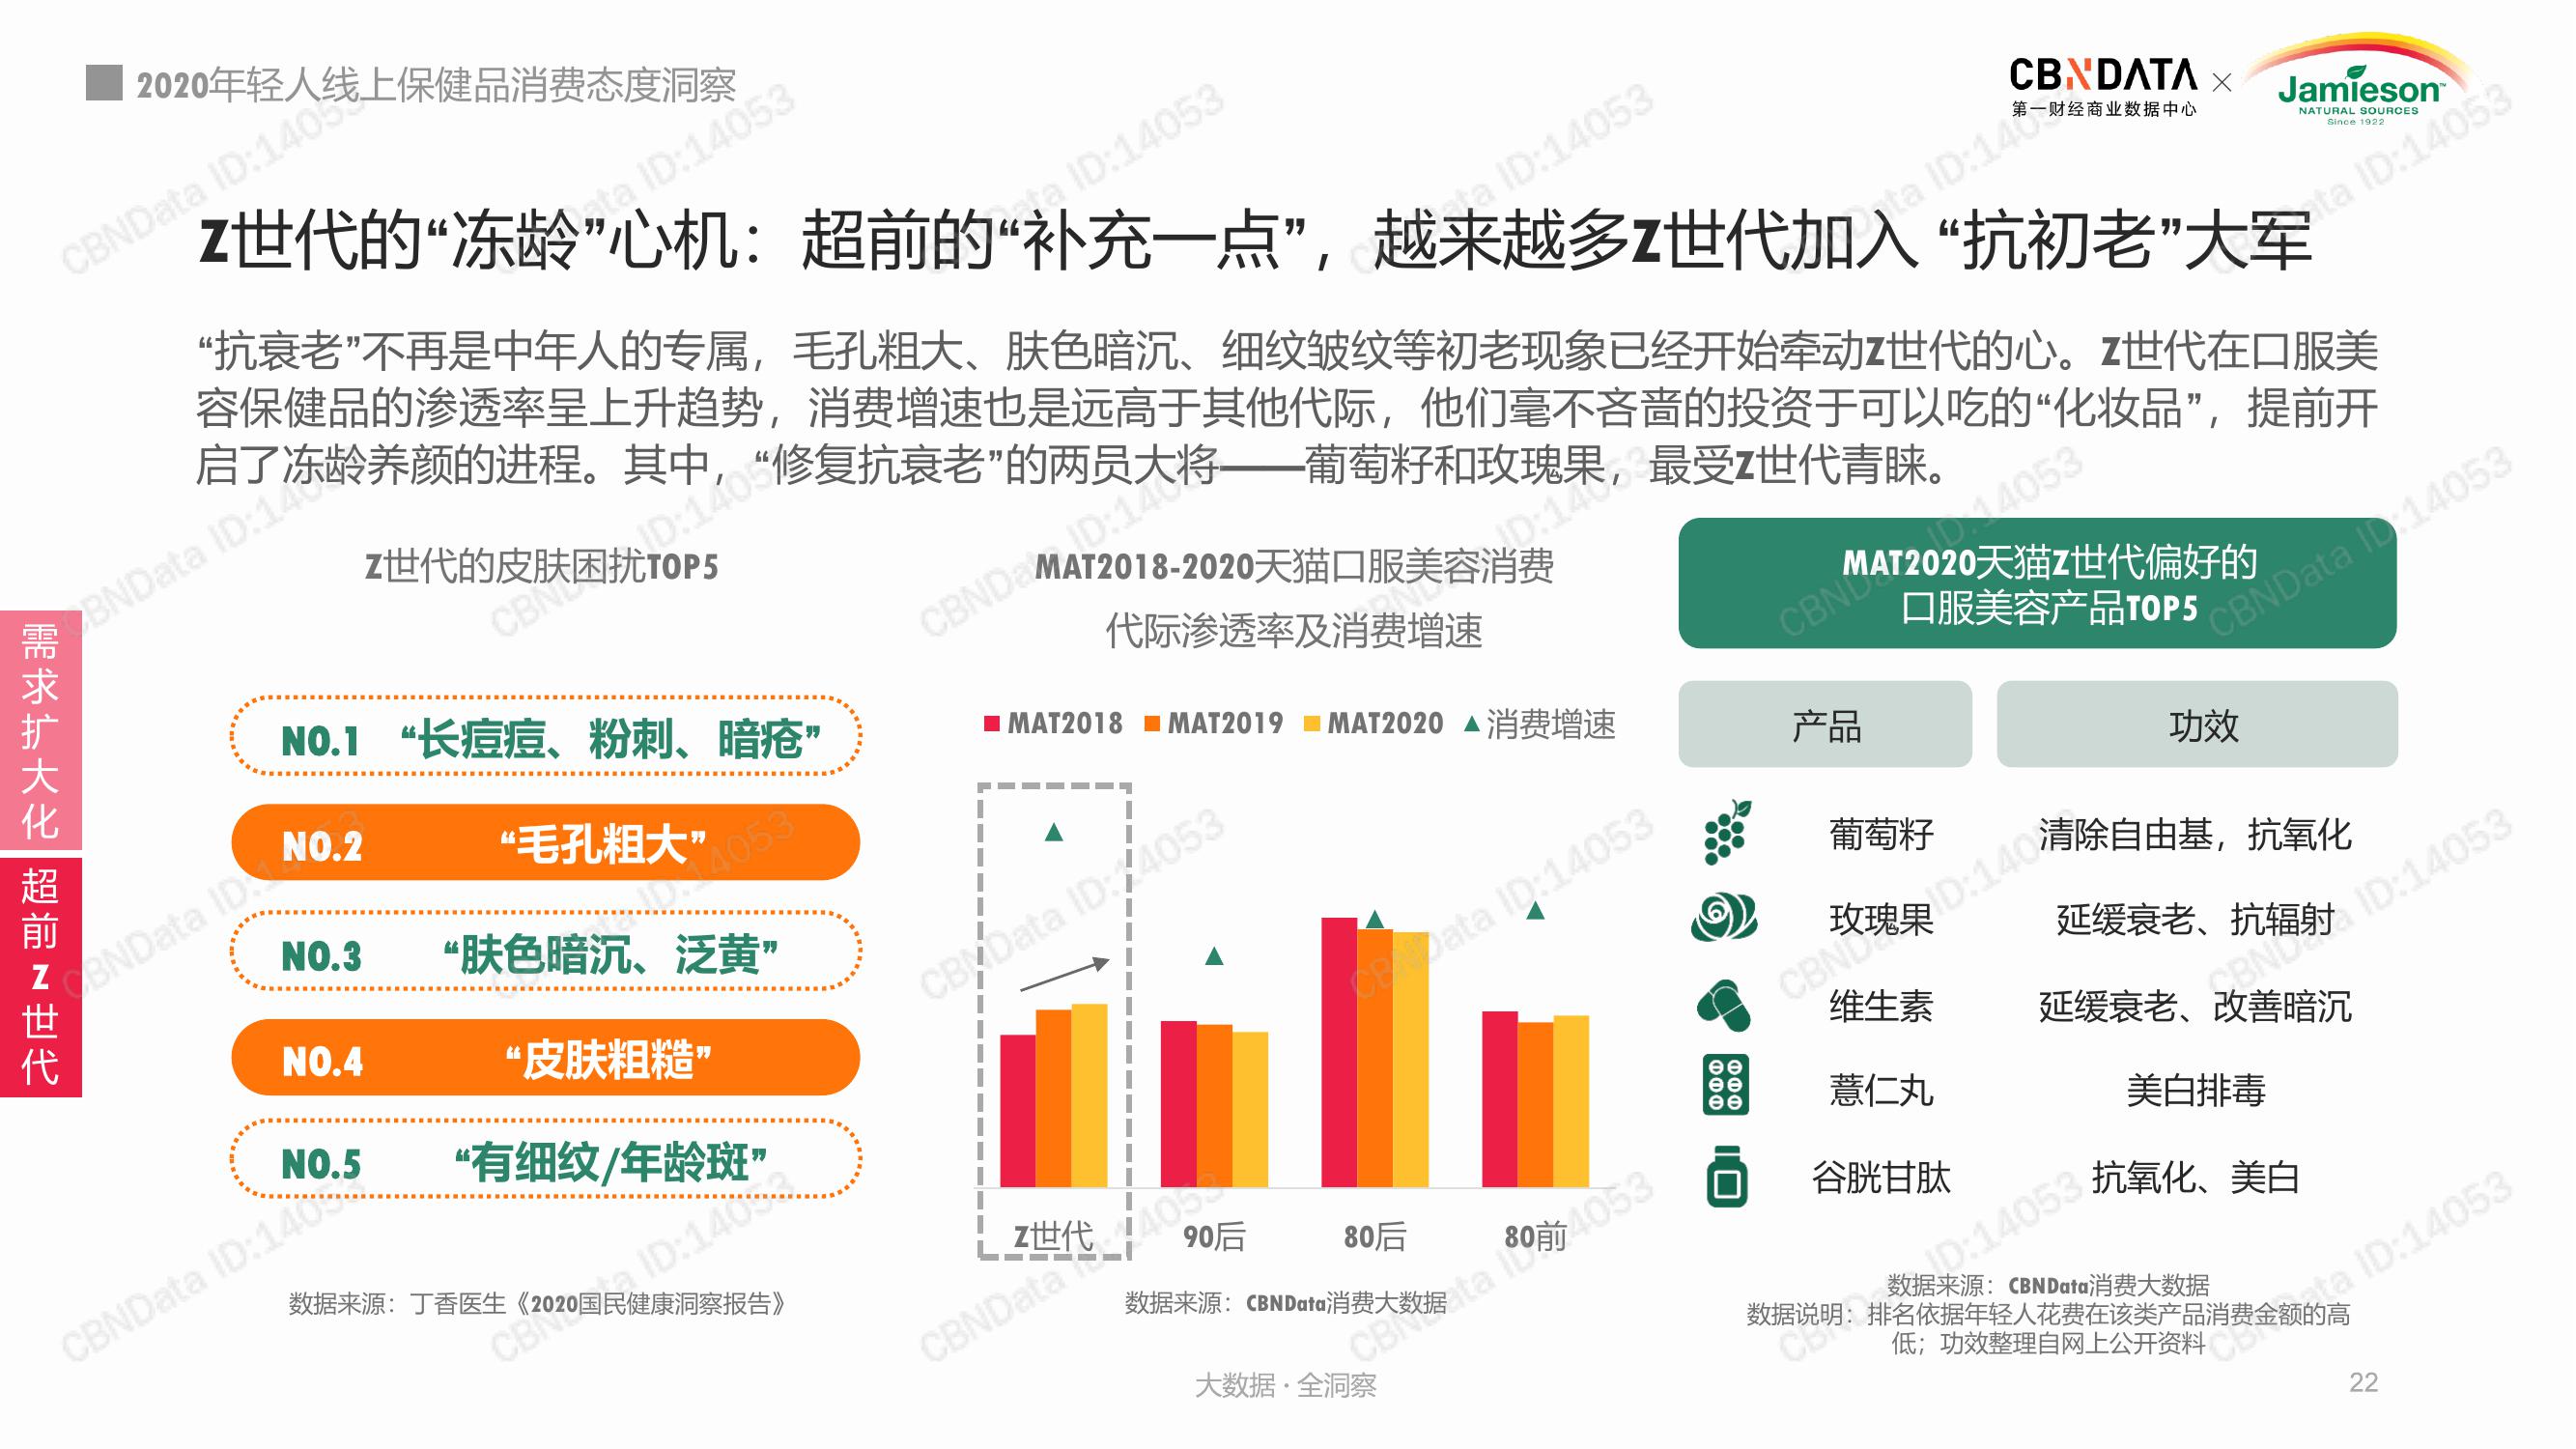 2020年轻人线上保健品消费态度洞察
CBNDATA
第一财经商业数据中心
×
Jamieson™
NATURAL SOURCES
Since 1922
Z世代的“冻龄”心机：超前的“补充一点”，越来越多Z世代加入 “抗初老”大军
“抗衰老”不再是中年人的专属，毛孔粗大、肤色暗沉、细纹皱纹等初老现象已经开始牵动Z世代的心。Z世代在口服美
容保健品的渗透率呈上升趋势，消费增速也是远高于其他代际，他们毫不吝啬的投资于可以吃的“化妆品”，提前开
启了冻龄养颜的进程。其中，“修复抗衰老”的两员大将——葡萄籽和玫瑰果，最受Z世代青睐。
需求扩大化
超前Z世代
Z世代的皮肤困扰TOP5
NO.1 “长痘痘、粉刺、暗疮”
NO.2 “毛孔粗大”
NO.3 “肤色暗沉、泛黄”
NO.4 “皮肤粗糙”
NO.5 “有细纹/年龄斑”
数据来源：丁香医生《2020国民健康洞察报告》
MAT2018-2020天猫口服美容消费
代际渗透率及消费增速
MAT2018 MAT2019 MAT2020 消费增速
Z世代 90后 80后 80前
数据来源：CBNData消费大数据
MAT2020天猫Z世代偏好的
口服美容产品TOP5
产品 功效
葡萄籽 清除自由基，抗氧化
玫瑰果 延缓衰老、抗辐射
维生素 延缓衰老、改善暗沉
薏仁丸 美白排毒
谷胱甘肽 抗氧化、美白
数据来源：CBNData消费大数据
数据说明：排名依据年轻人花费在该类产品消费金额的高
低；功效整理自网上公开资料
大数据·全洞察
22
CBNData ID:14053